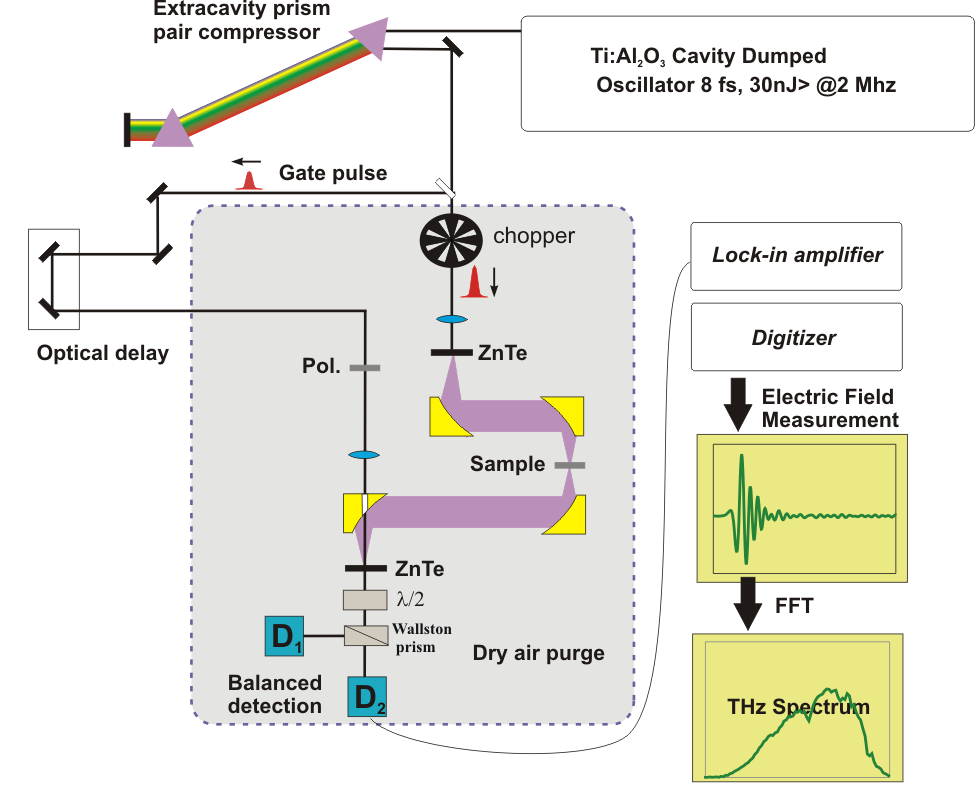 Extracavity prism
pair compressor
Ti:Al₂O₃ Cavity Dumped
Oscillator 8 fs, 30nJ> @2 Mhz
Gate pulse
chopper
Lock-in amplifier
Digitizer
Optical delay
Pol.
ZnTe
Electric Field
Measurement
Sample
ZnTe
λ/2
FFT
D₁
Wallston
prism
Dry air purge
Balanced
detection
D₂
THz Spectrum